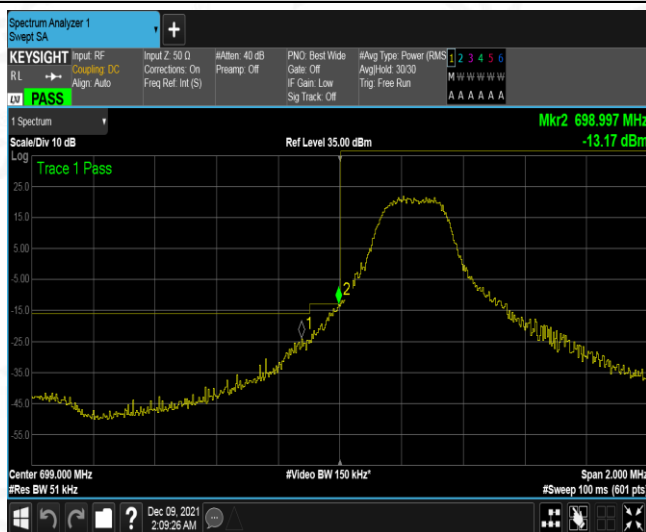 Spectrum Analyzer 1
Swept SA
+
KEYSIGHT
RL
LXI PASS
Input: RF
Coupling: DC
Align: Auto
Input Z: 50 Ω
Corrections: On
Freq Ref: Int (S)
#Atten: 40 dB
Preamp: Off
PNO: Best Wide
Gate: Off
IF Gain: Low
Sig Track: Off
#Avg Type: Power (RMS
Avg|Hold: 30/30
Trig: Free Run
1 2 3 4 5 6
M W W W W W
A A A A A A
1 Spectrum
Mkr2 698.997 MHz
Scale/Div 10 dB
Ref Level 35.00 dBm
-13.17 dBm
Log
Trace 1 Pass
25.0
15.0
5.00
-5.00
2
-15.0
1
-25.0
-35.0
-45.0
-55.0
Center 699.000 MHz
#Video BW 150 kHz*
Span 2.000 MHz
#Res BW 51 kHz
#Sweep 100 ms (601 pts)
?
Dec 09, 2021
2:09:26 AM